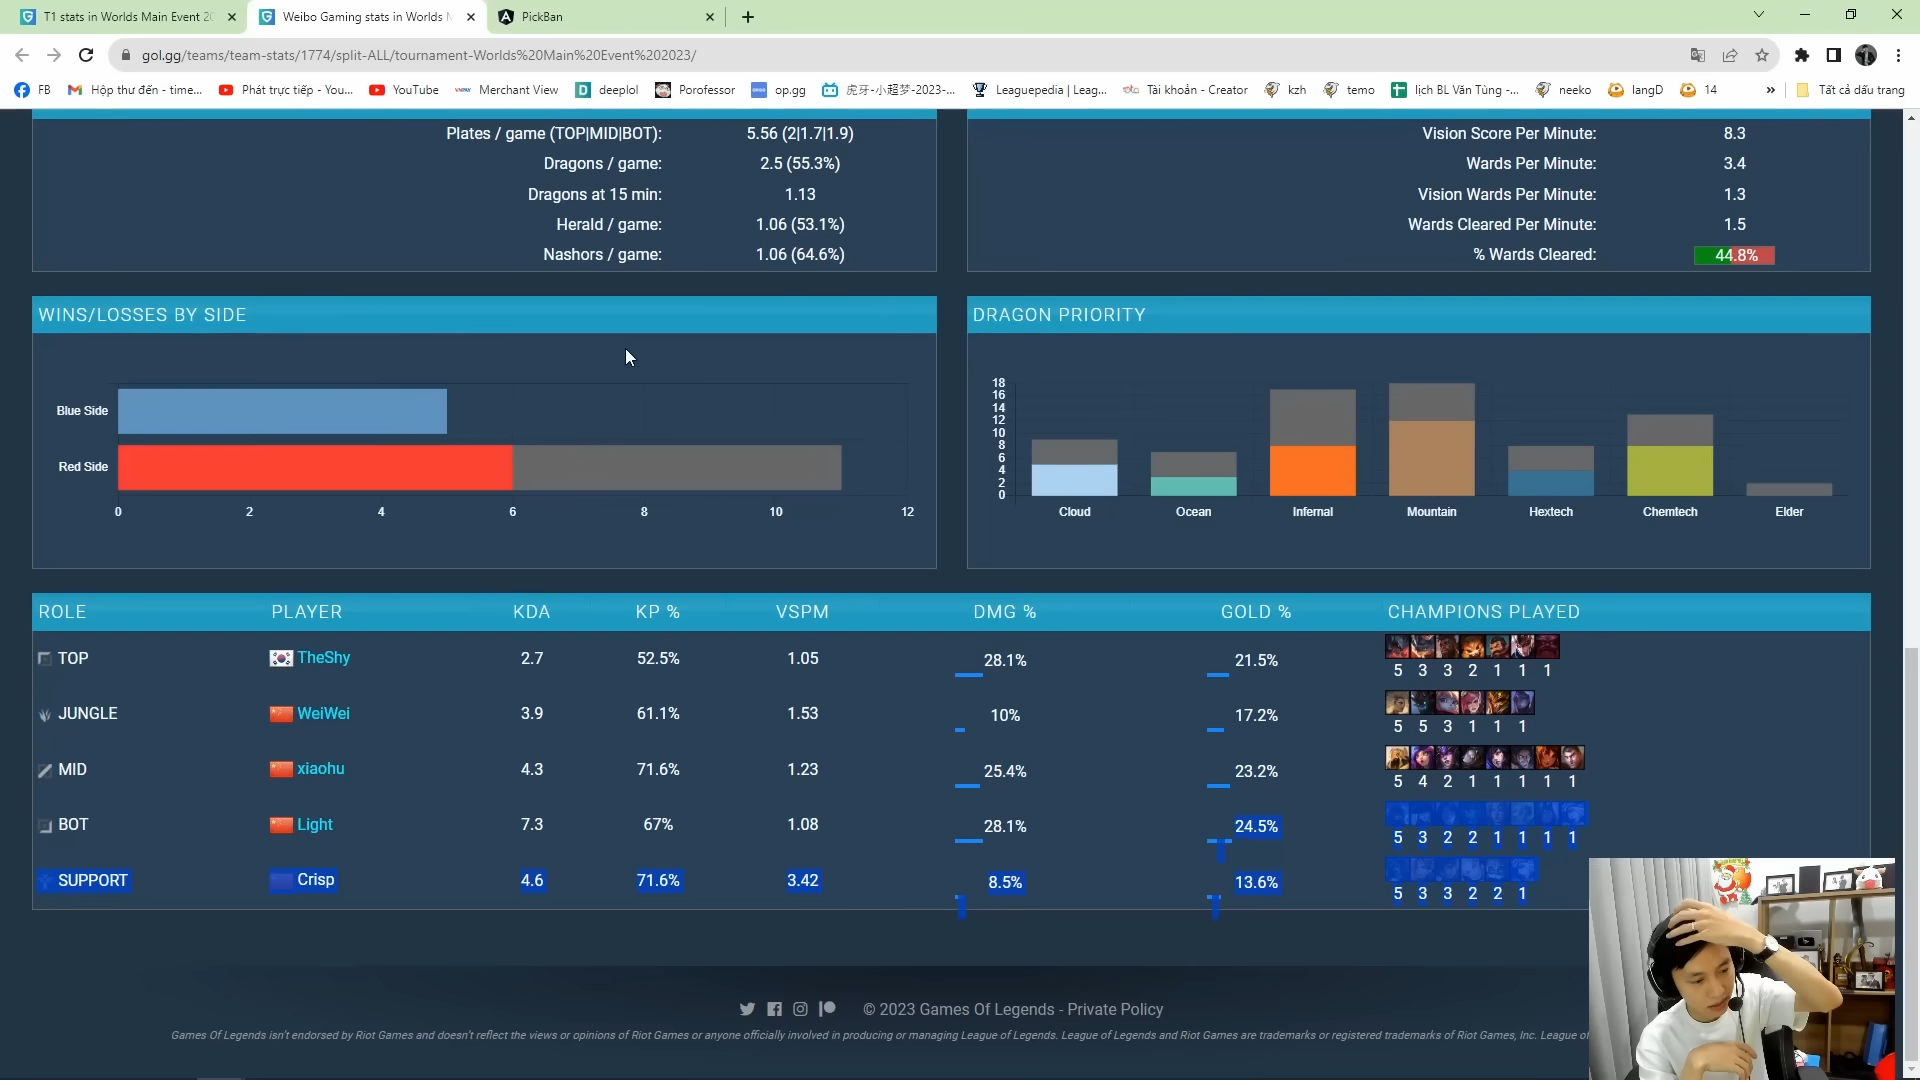 T1 stats in Worlds Main Event 20
Weibo Gaming stats in Worlds M
PickBan
gol.gg/teams/team-stats/1774/split-ALL/tournament-Worlds%20Main%20Event%202023/
FB
Hộp thư đến - time...
Phát trực tiếp - You...
YouTube
Merchant View
deeplol
Porofessor
op.gg
虎牙-小超梦-2023-...
Leaguepedia | Leag...
Tài khoản - Creator
kzh
temo
lịch BL Văn Tùng -...
neeko
langD
14
»
Tất cả dấu trang
Plates / game (TOP|MID|BOT): 5.56 (2|1.7|1.9)
Dragons / game: 2.5 (55.3%)
Dragons at 15 min: 1.13
Herald / game: 1.06 (53.1%)
Nashors / game: 1.06 (64.6%)
Vision Score Per Minute: 8.3
Wards Per Minute: 3.4
Vision Wards Per Minute: 1.3
Wards Cleared Per Minute: 1.5
% Wards Cleared: 44.8%
WINS/LOSSES BY SIDE
Blue Side
Red Side
0 2 4 6 8 10 12
DRAGON PRIORITY
18
16
14
12
10
8
6
4
2
0
Cloud Ocean Infernal Mountain Hextech Chemtech Elder
ROLE PLAYER KDA KP % VSPM DMG % GOLD % CHAMPIONS PLAYED
TOP TheShy 2.7 52.5% 1.05 28.1% 21.5% 5 3 3 2 1 1 1
JUNGLE WeiWei 3.9 61.1% 1.53 10% 17.2% 5 5 3 1 1 1
MID xiaohu 4.3 71.6% 1.23 25.4% 23.2% 5 4 2 1 1 1 1 1
BOT Light 7.3 67% 1.08 28.1% 24.5% 5 3 2 2 1 1 1 1
SUPPORT Crisp 4.6 71.6% 3.42 8.5% 13.6% 5 3 3 2 2 1
© 2023 Games Of Legends - Private Policy
Games Of Legends isn't endorsed by Riot Games and doesn't reflect the views or opinions of Riot Games or anyone officially involved in producing or managing League of Legends. League of Legends and Riot Games are trademarks or registered trademarks of Riot Games, Inc. League of